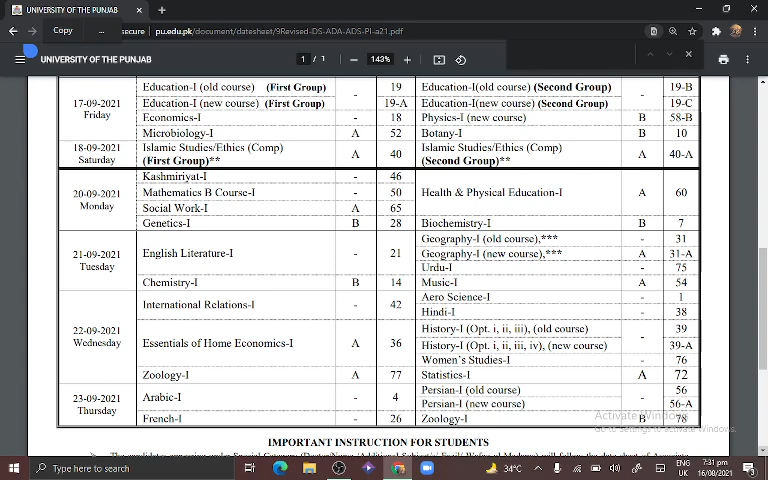 UNIVERSITY OF THE PUNJAB
Copy ... secure pu.edu.pk/document/datesheet/9Revised-DS-ADA-ADS-PI-a21.pdf
UNIVERSITY OF THE PUNJAB 1 / 1 143%
Education-I (old course) (First Group) 19 Education-I(old course) (Second Group) 19-B
17-09-2021 Friday - -
Education-I (new course) (First Group) 19-A Education-I(new course) (Second Group) 19-C
Economics-I - 18 Physics-I (new course) B 58-B
Microbiology-I A 52 Botany-I B 10
18-09-2021 Saturday Islamic Studies/Ethics (Comp) (First Group)** A 40 Islamic Studies/Ethics (Comp) (Second Group)** A 40-A
20-09-2021 Monday
Kashmiriyat-I - 46
Mathematics B Course-I - 50 Health & Physical Education-I A 60
Social Work-I A 65
Genetics-I B 28 Biochemistry-I B 7
21-09-2021 Tuesday
Geography-I (old course),*** - 31
English Literature-I - 21 Geography-I (new course),*** A 31-A
Urdu-I - 75
Chemistry-I B 14 Music-I A 54
22-09-2021 Wednesday
Aero Science-I - 1
International Relations-I - 42
Hindi-I - 38
History-I (Opt. i, ii, iii), (old course) 39
Essentials of Home Economics-I A 36 -
History-I (Opt. i, ii, iii, iv), (new course) 39-A
Women's Studies-I - 76
Zoology-I A 77 Statistics-I A 72
23-09-2021 Thursday
Persian-I (old course) 56
Arabic-I - 4 -
Persian-I (new course) 56-A
French-I - 26 Zoology-I B 78
Activate Windows
Go to Settings to activate Windows.
IMPORTANT INSTRUCTION FOR STUDENTS
Type here to search 34°C ENG UK 7:31 pm 16/08/2021